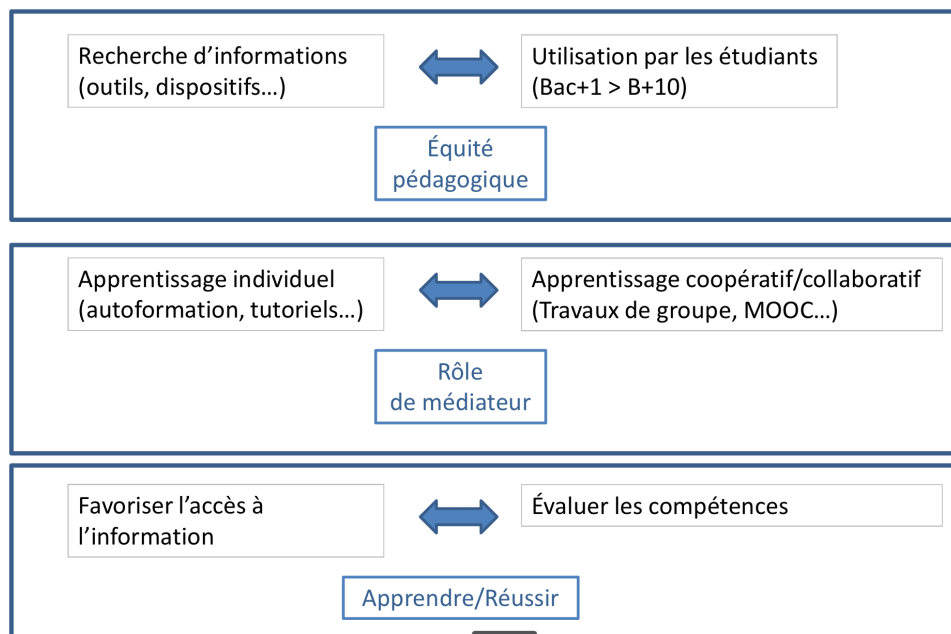 Recherche d’informations
(outils, dispositifs…)
Utilisation par les étudiants
(Bac+1 > B+10)
Équité
pédagogique
Apprentissage individuel
(autoformation, tutoriels…)
Apprentissage coopératif/collaboratif
(Travaux de groupe, MOOC…)
Rôle
de médiateur
Favoriser l’accès à
l’information
Évaluer les compétences
Apprendre/Réussir